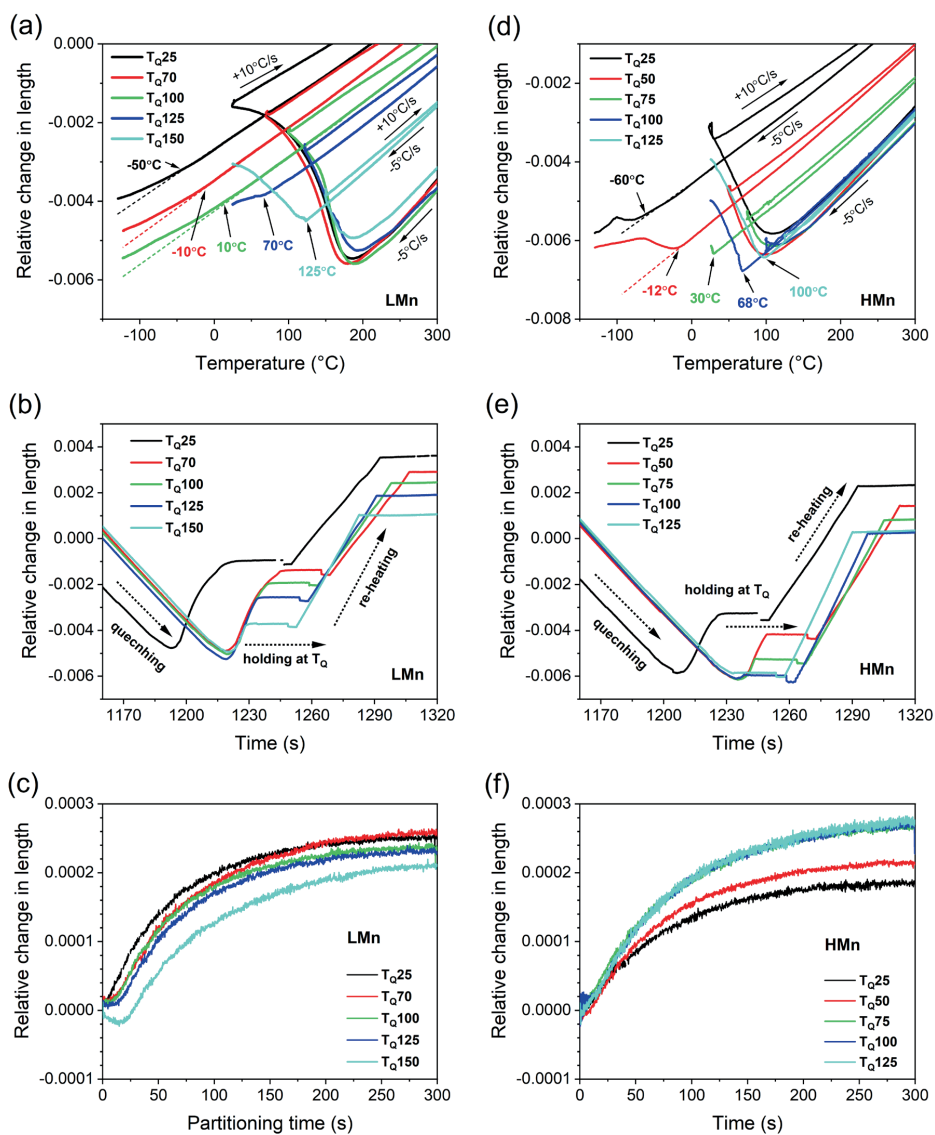 (a)
Relative change in length
0.000
-0.002
-0.004
-0.006
TQ25
TQ70
TQ100
TQ125
TQ150
+10°C/s
-50°C
+10°C/s
-5°C/s
-10°C
10°C
70°C
125°C
-5°C/s
LMn
-100
0
100
200
300
Temperature (°C)
(d)
Relative change in length
-0.002
-0.004
-0.006
-0.008
TQ25
TQ50
TQ75
TQ100
TQ125
+10°C/s
-5°C/s
-60°C
-5°C/s
-12°C
30°C
68°C
100°C
HMn
-100
0
100
200
300
Temperature (°C)
(b)
Relative change in length
0.004
0.002
0.000
-0.002
-0.004
-0.006
TQ25
TQ70
TQ100
TQ125
TQ150
quecnhing
holding at TQ
re-heating
LMn
1170
1200
1230
1260
1290
1320
Time (s)
(e)
Relative change in length
0.004
0.002
0.000
-0.002
-0.004
-0.006
TQ25
TQ50
TQ75
TQ100
TQ125
re-heating
holding at TQ
quecnhing
HMn
1170
1200
1230
1260
1290
1320
Time (s)
(c)
Relative change in length
0.0003
0.0002
0.0001
0.0000
-0.0001
LMn
TQ25
TQ70
TQ100
TQ125
TQ150
0
50
100
150
200
250
300
Partitioning time (s)
(f)
Relative change in length
0.0003
0.0002
0.0001
0.0000
-0.0001
HMn
TQ25
TQ50
TQ75
TQ100
TQ125
0
50
100
150
200
250
300
Time (s)